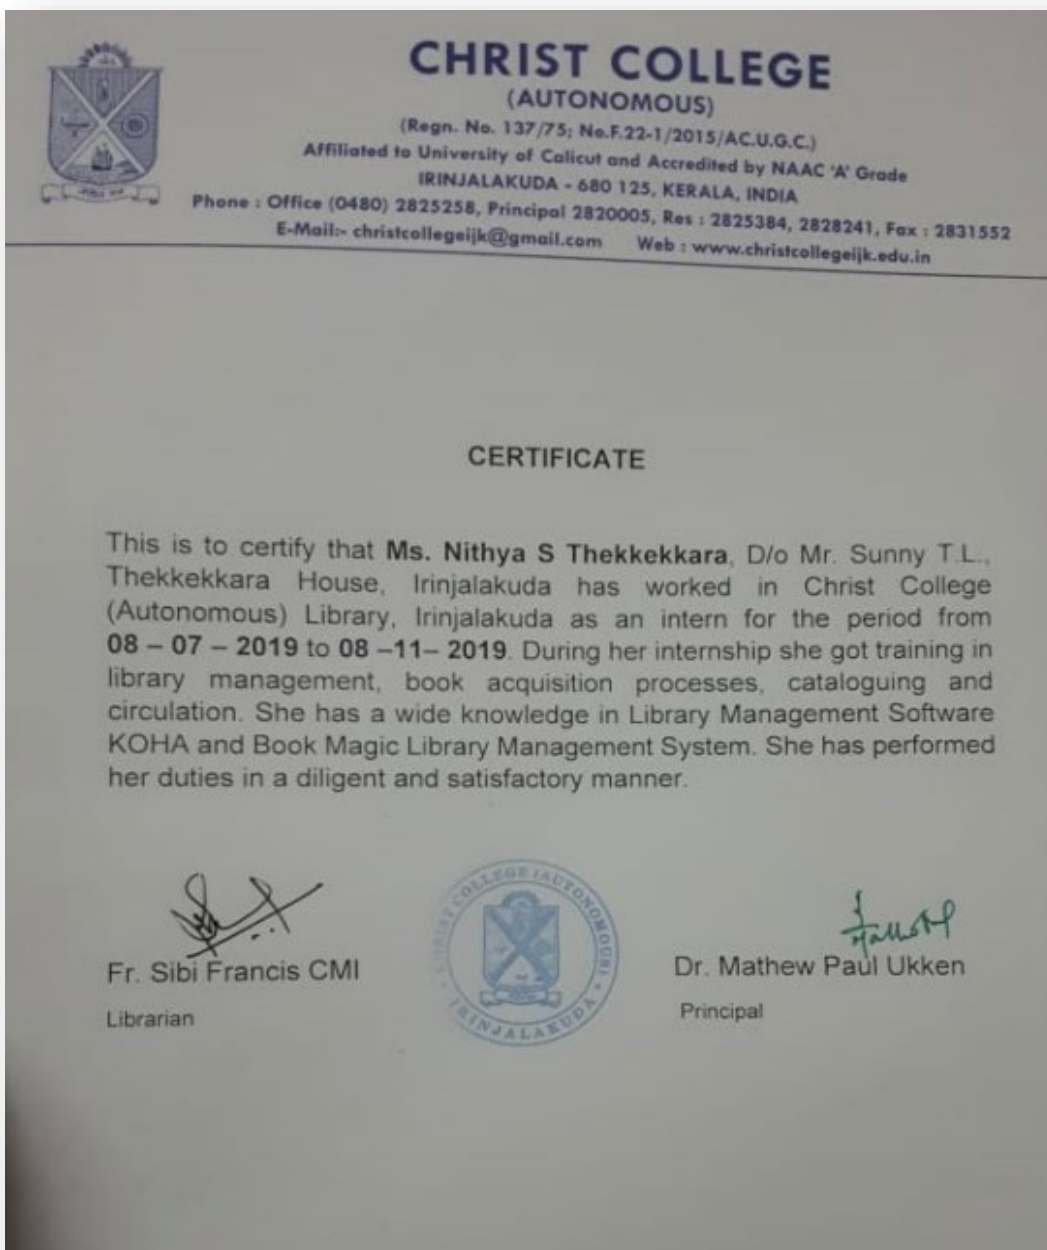 CHRIST COLLEGE
(AUTONOMOUS)
(Regn. No. 137/75; No.F.22-1/2015/AC.U.G.C.)
Affiliated to University of Calicut and Accredited by NAAC 'A' Grade
IRINJALAKUDA - 680 125, KERALA, INDIA
Phone : Office (0480) 2825258, Principal 2820005, Res : 2825384, 2828241, Fax : 2831552
E-Mail:- christcollegeijk@gmail.com Web : www.christcollegeijk.edu.in
CERTIFICATE
This is to certify that Ms. Nithya S Thekkekkara, D/o Mr. Sunny T.L.,
Thekkekkara House, Irinjalakuda has worked in Christ College
(Autonomous) Library, Irinjalakuda as an intern for the period from
08 – 07 – 2019 to 08 –11– 2019. During her internship she got training in
library management, book acquisition processes, cataloguing and
circulation. She has a wide knowledge in Library Management Software
KOHA and Book Magic Library Management System. She has performed
her duties in a diligent and satisfactory manner.
CHRIST COLLEGE (AUTONOMOUS)
IRINJALAKUDA
Fr. Sibi Francis CMI
Librarian
Dr. Mathew Paul Ukken
Principal